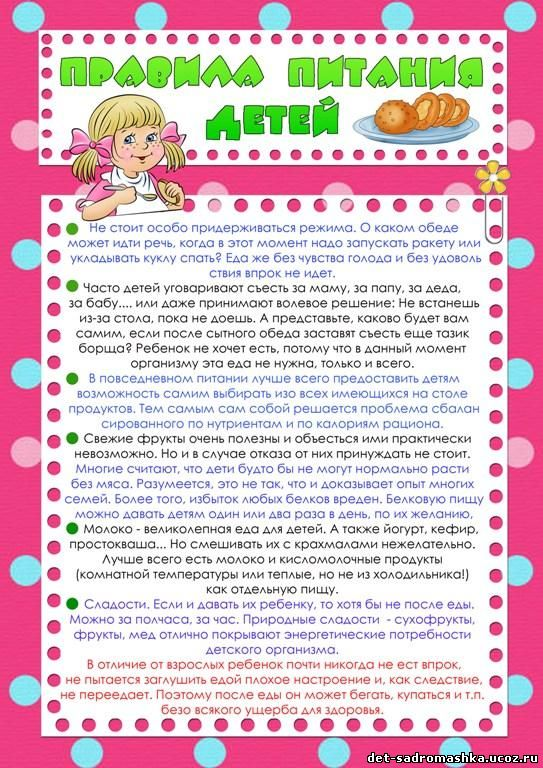 ПРАВИЛА ПИТАНИЯ
ДЕТЕЙ
Не стоит особо придерживаться режима. О каком обеде
может идти речь, когда в этот момент надо запускать ракету или
укладывать куклу спать? Еда же без чувства голода и без удоволь
ствия впрок не идет.
Часто детей уговаривают съесть за маму, за папу, за деда,
за бабу.... или даже принимают волевое решение: Не встанешь
из-за стола, пока не доешь. А представьте, каково будет вам
самим, если после сытного обеда заставят съесть еще тазик
борща? Ребенок не хочет есть, потому что в данный момент
организму эта еда не нужна, только и всего.
В повседневном питании лучше всего предоставить детям
возможность самим выбирать изо всех имеющихся на столе
продуктов. Тем самым сам собой решается проблема сбалан
сированного по нутриентам и по калориям рациона.
Свежие фрукты очень полезны и объесться ими практически
невозможно. Но и в случае отказа от них принуждать не стоит.
Многие считают, что дети будто бы не могут нормально расти
без мяса. Разумеется, это не так, что и доказывает опыт многих
семей. Более того, избыток любых белков вреден. Белковую пищу
можно давать детям один или два раза в день, по их желанию,
Молоко - великолепная еда для детей. А также йогурт, кефир,
простокваша... Но смешивать их с крахмалами нежелательно.
Лучше всего есть молоко и кисломолочные продукты
(комнатной температуры или теплые, но не из холодильника!)
как отдельную пищу.
Сладости. Если и давать их ребенку, то хотя бы не после еды.
Можно за полчаса, за час. Природные сладости - сухофрукты,
фрукты, мед отлично покрывают энергетические потребности
детского организма.
В отличие от взрослых ребенок почти никогда не ест впрок,
не пытается заглушить едой плохое настроение и, как следствие,
не переедает. Поэтому после еды он может бегать, купаться и т.п.
безо всякого ущерба для здоровья.
det-sadromashka.ucoz.ru